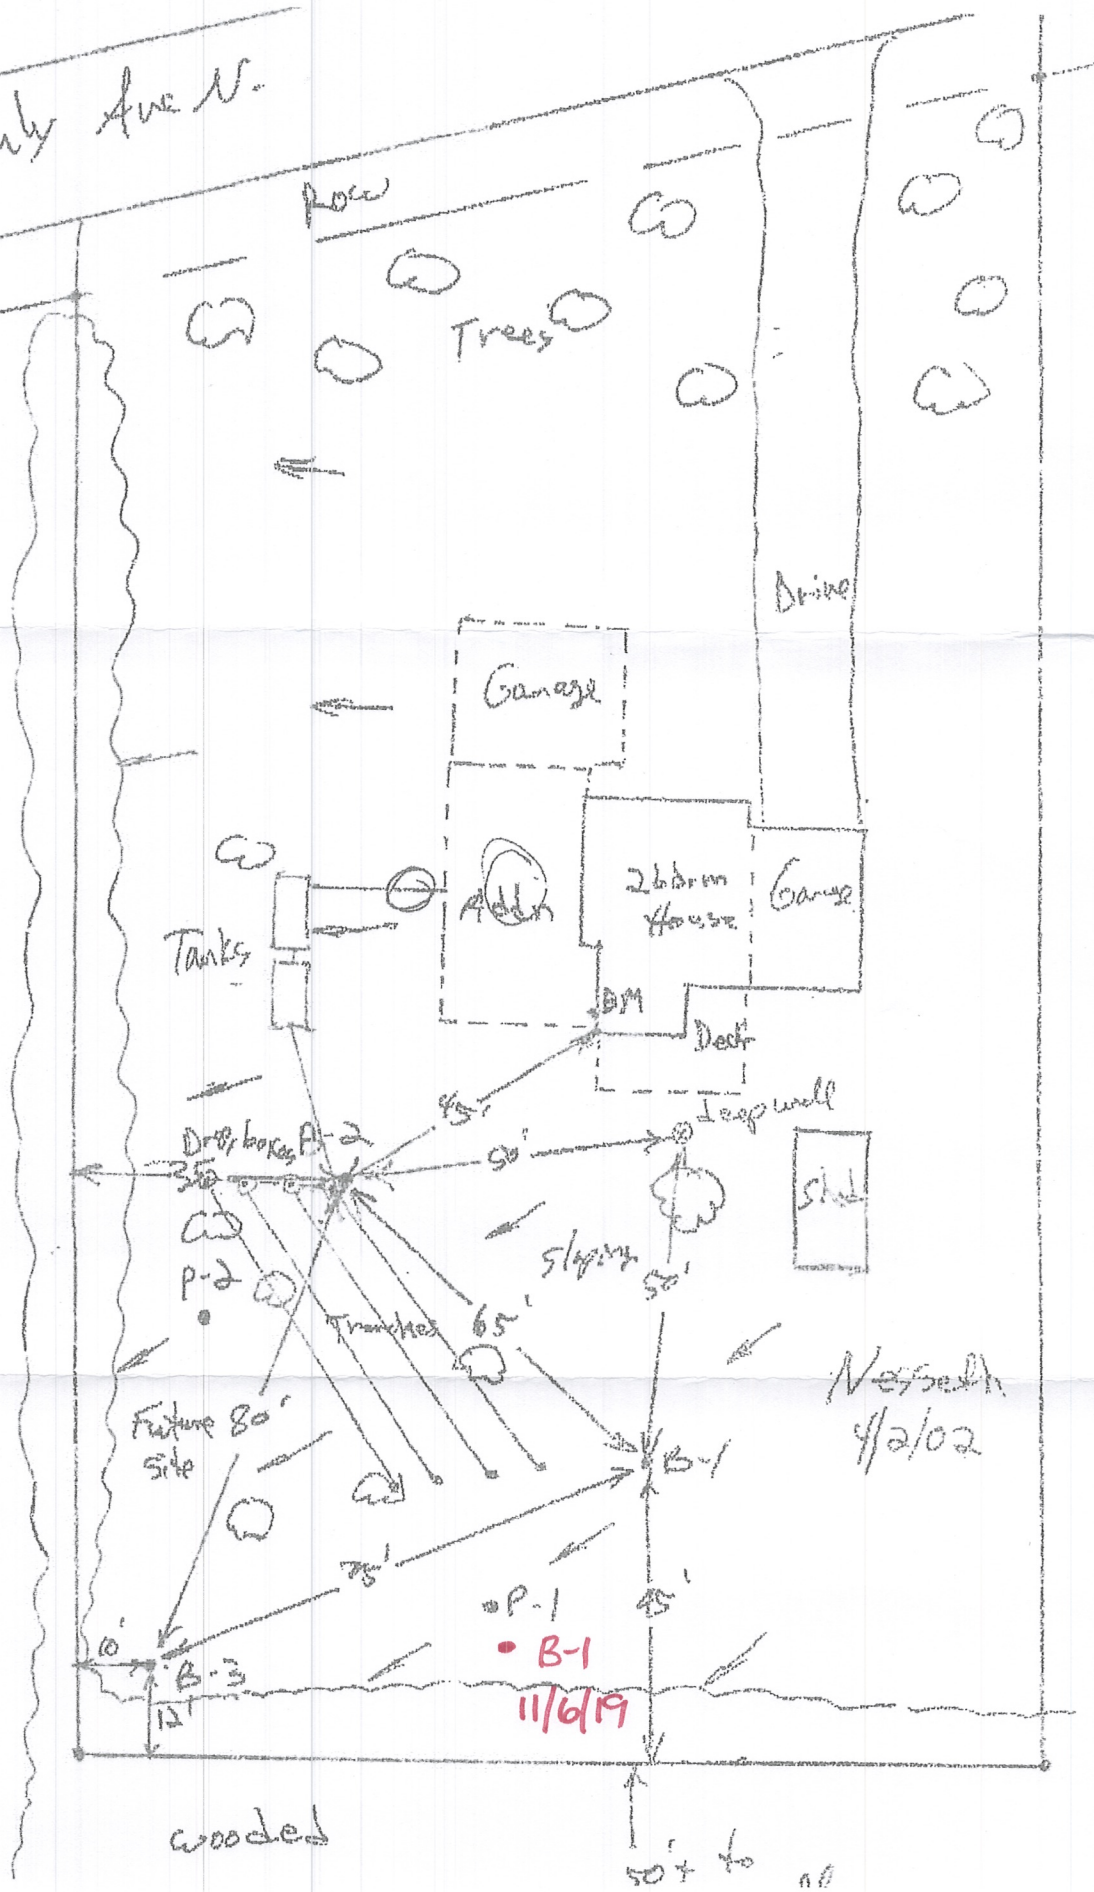 Ave N.
Row
Trees
Drive
Garage
Addn
2 bdrm
House
Garage
Tanks
BM
Deck
45'
deep well
Drop boxes B-2
35'
50'
Shed
P-2
Sloping
50'
Trenches
65'
Nesseth
4/2/02
Future 80'
site
B-1
75'
P-1
45'
B-1
11/6/19
10'
B-3
12'
wooded
50'± to